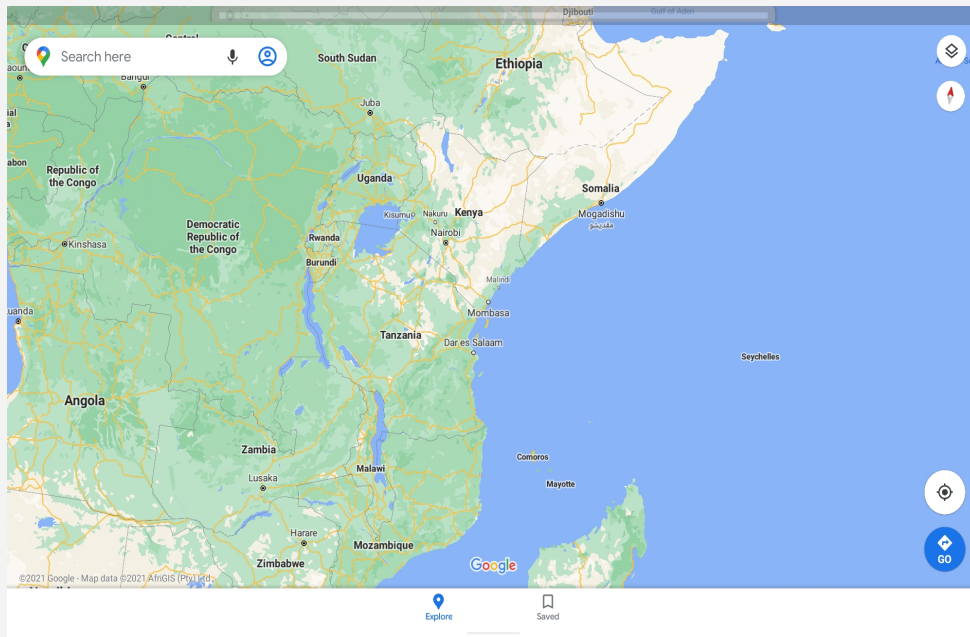 Djibouti
Gulf of Aden
Central
Search here
South Sudan
Ethiopia
Bangui
Juba
Republic of
the Congo
Uganda
Somalia
Kisumu
Nakuru
Kenya
Mogadishu
مقديشو
Democratic
Republic of
the Congo
Rwanda
Nairobi
Kinshasa
Burundi
Malindi
Mombasa
uanda
Tanzania
Dar es Salaam
Seychelles
Angola
Zambia
Comoros
Malawi
Lusaka
Mayotte
Harare
Mozambique
Zimbabwe
Google
GO
©2021 Google - Map data ©2021 AfriGIS (Pty) Ltd.
Explore
Saved